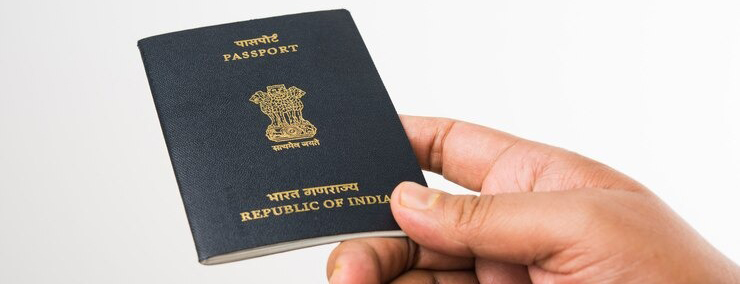 पासपोर्ट
PASSPORT
सत्यमेव जयते
भारत गणराज्य
REPUBLIC OF INDIA